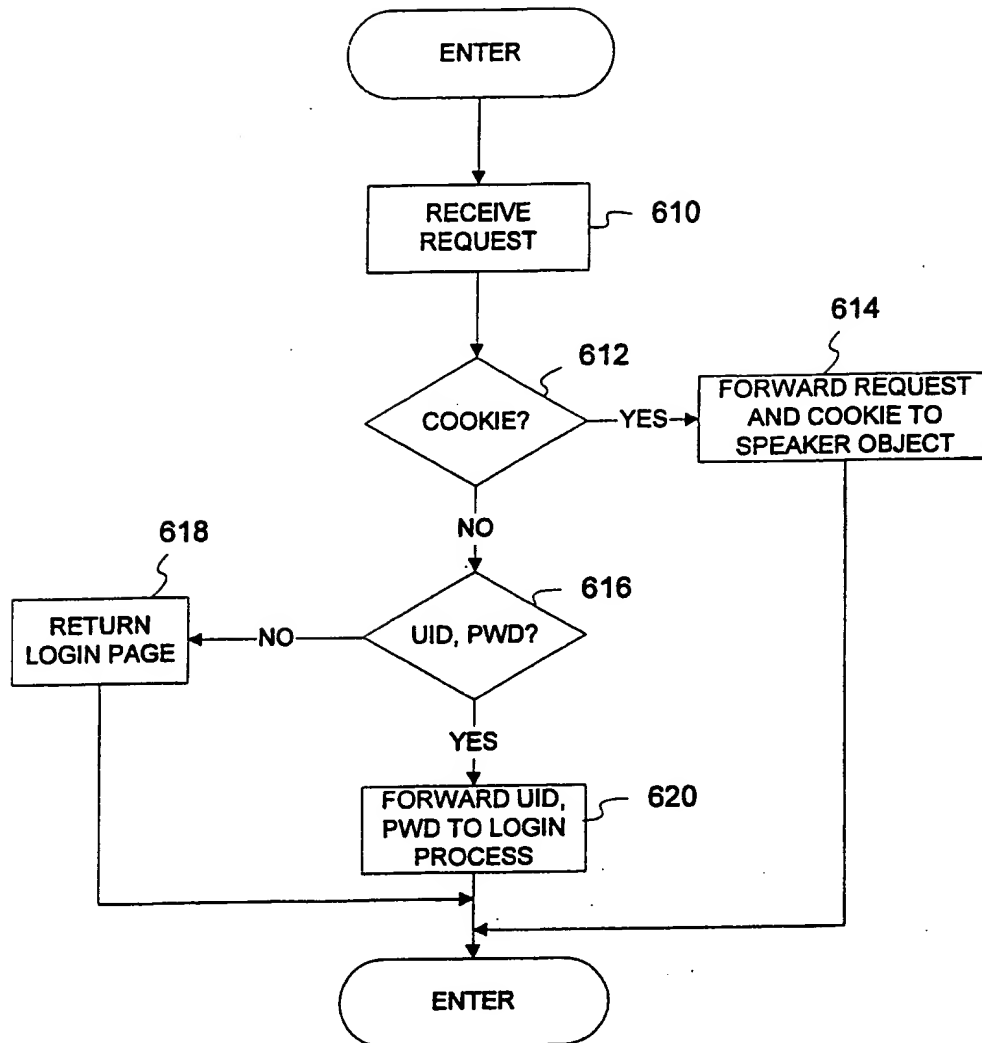 ENTER
RECEIVE
REQUEST
610
612
COOKIE?
YES
614
FORWARD REQUEST
AND COOKIE TO
SPEAKER OBJECT
NO
616
UID, PWD?
NO
618
RETURN
LOGIN PAGE
YES
FORWARD UID,
PWD TO LOGIN
PROCESS
620
ENTER